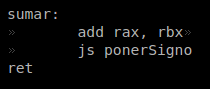 sumar:
»	add rax, rbx»
»	js ponerSigno
ret